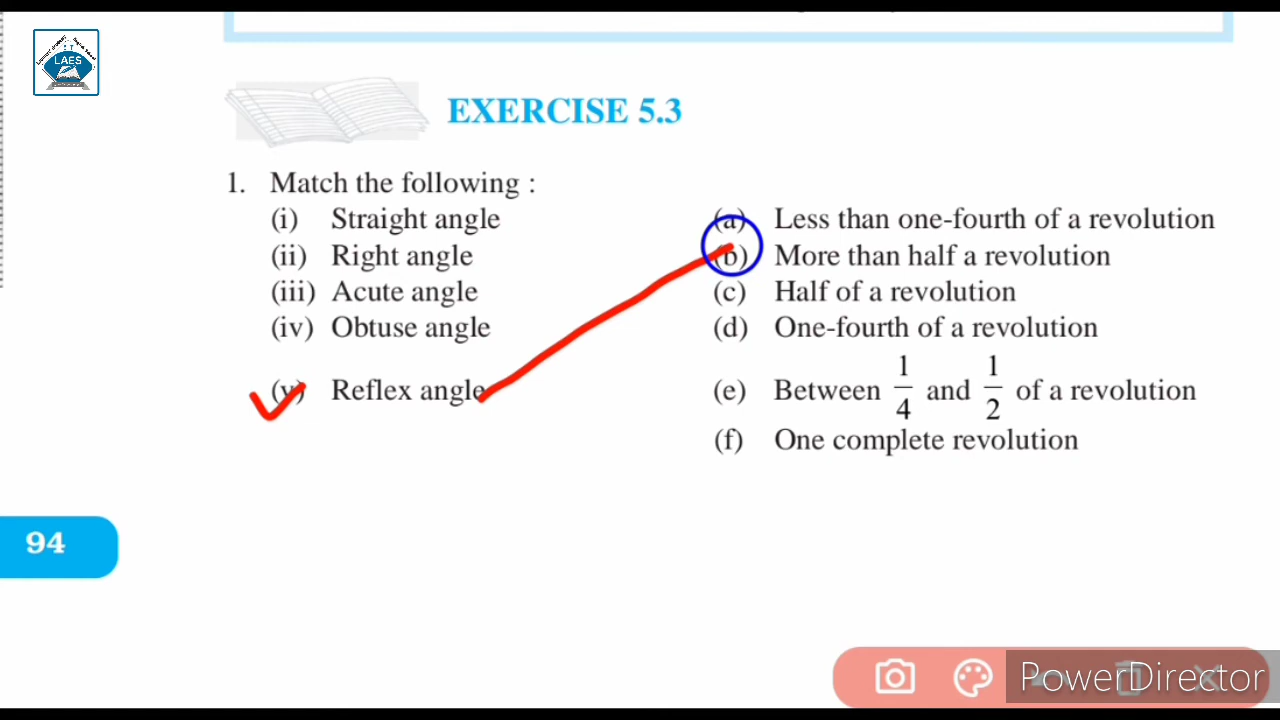 LAES
EXERCISE 5.3
1. Match the following :
(i) Straight angle (a) Less than one-fourth of a revolution
(ii) Right angle (b) More than half a revolution
(iii) Acute angle (c) Half of a revolution
(iv) Obtuse angle (d) One-fourth of a revolution
(v) Reflex angle (e) Between 1/4 and 1/2 of a revolution
(f) One complete revolution
94
PowerDirector